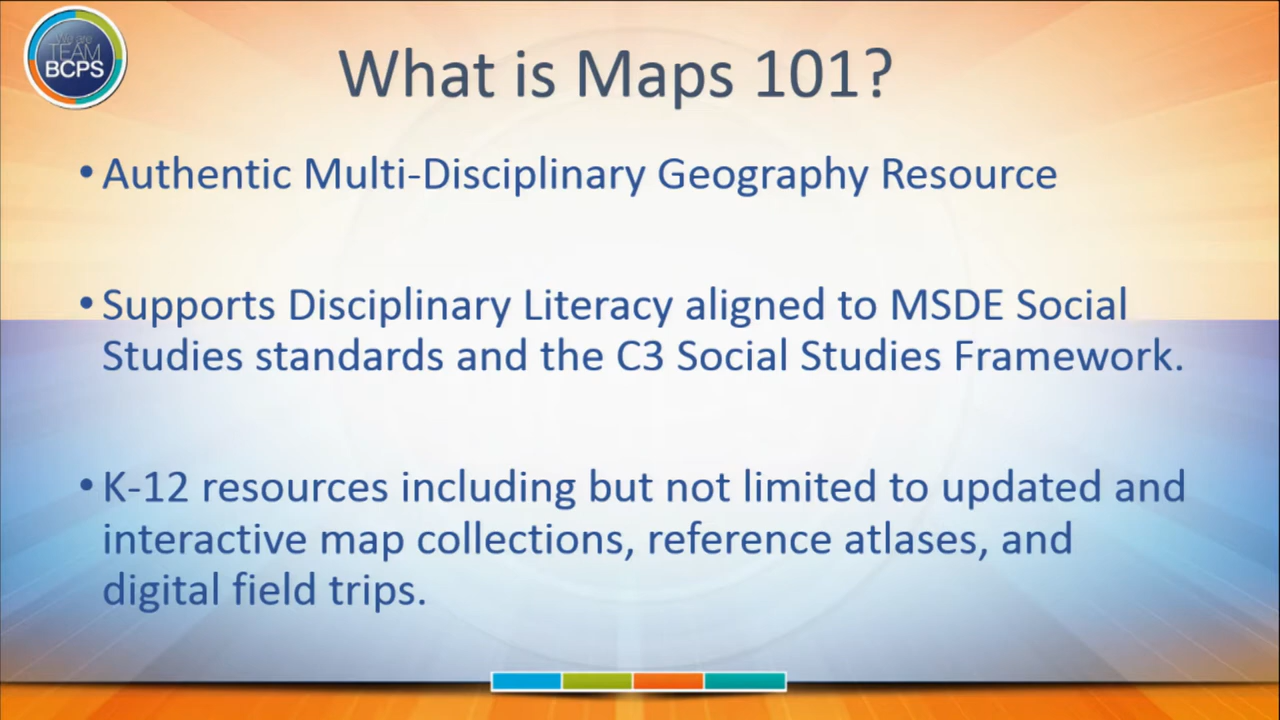 We are
TEAM
BCPS
What is Maps 101?
• Authentic Multi-Disciplinary Geography Resource
• Supports Disciplinary Literacy aligned to MSDE Social
Studies standards and the C3 Social Studies Framework.
• K-12 resources including but not limited to updated and
interactive map collections, reference atlases, and
digital field trips.